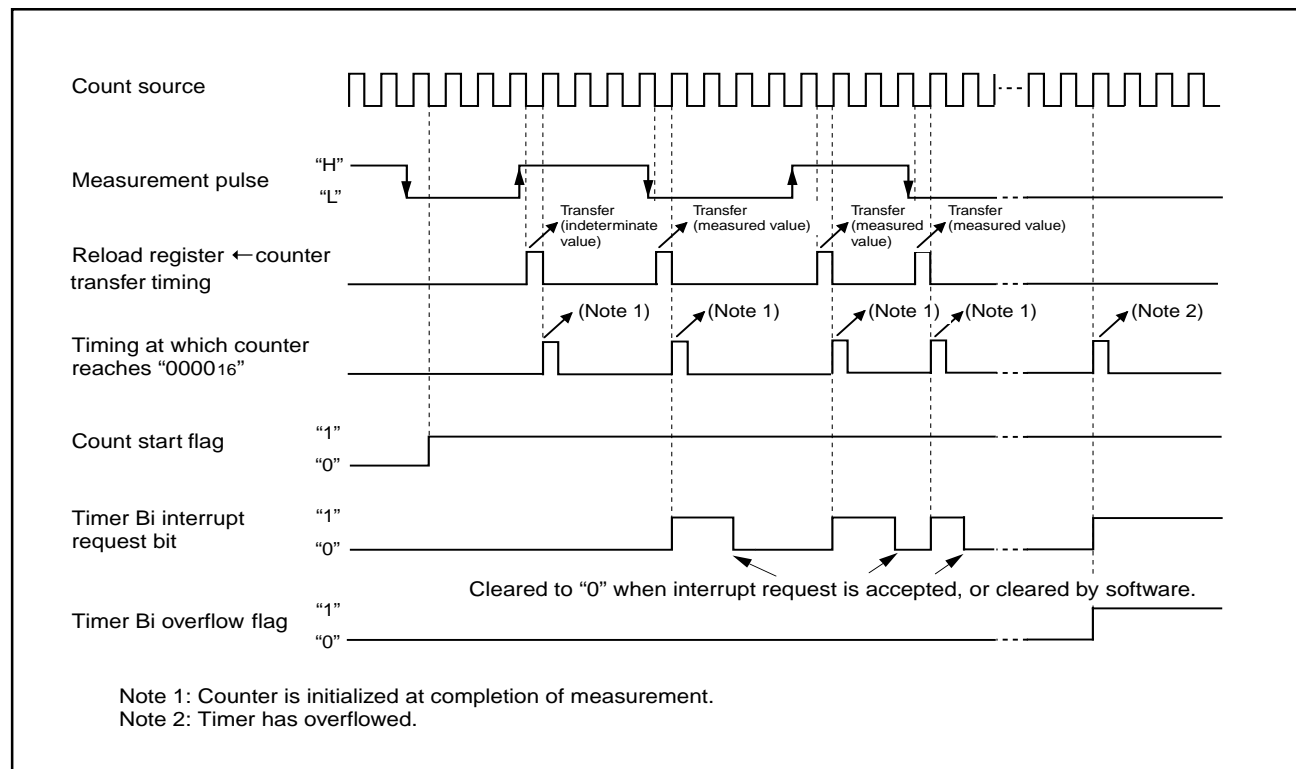 Count source
“H”
Measurement pulse
“L”
Transfer
(indeterminate
value)
Transfer
(measured value)
Transfer
(measured
value)
Transfer
(measured value)
Reload register ←counter
transfer timing
(Note 1)
(Note 1)
(Note 1)
(Note 1)
(Note 2)
Timing at which counter
reaches “000016”
“1”
Count start flag
“0”
Timer Bi interrupt
request bit
“1”
“0”
Cleared to “0” when interrupt request is accepted, or cleared by software.
“1”
Timer Bi overflow flag
“0”
Note 1: Counter is initialized at completion of measurement.
Note 2: Timer has overflowed.